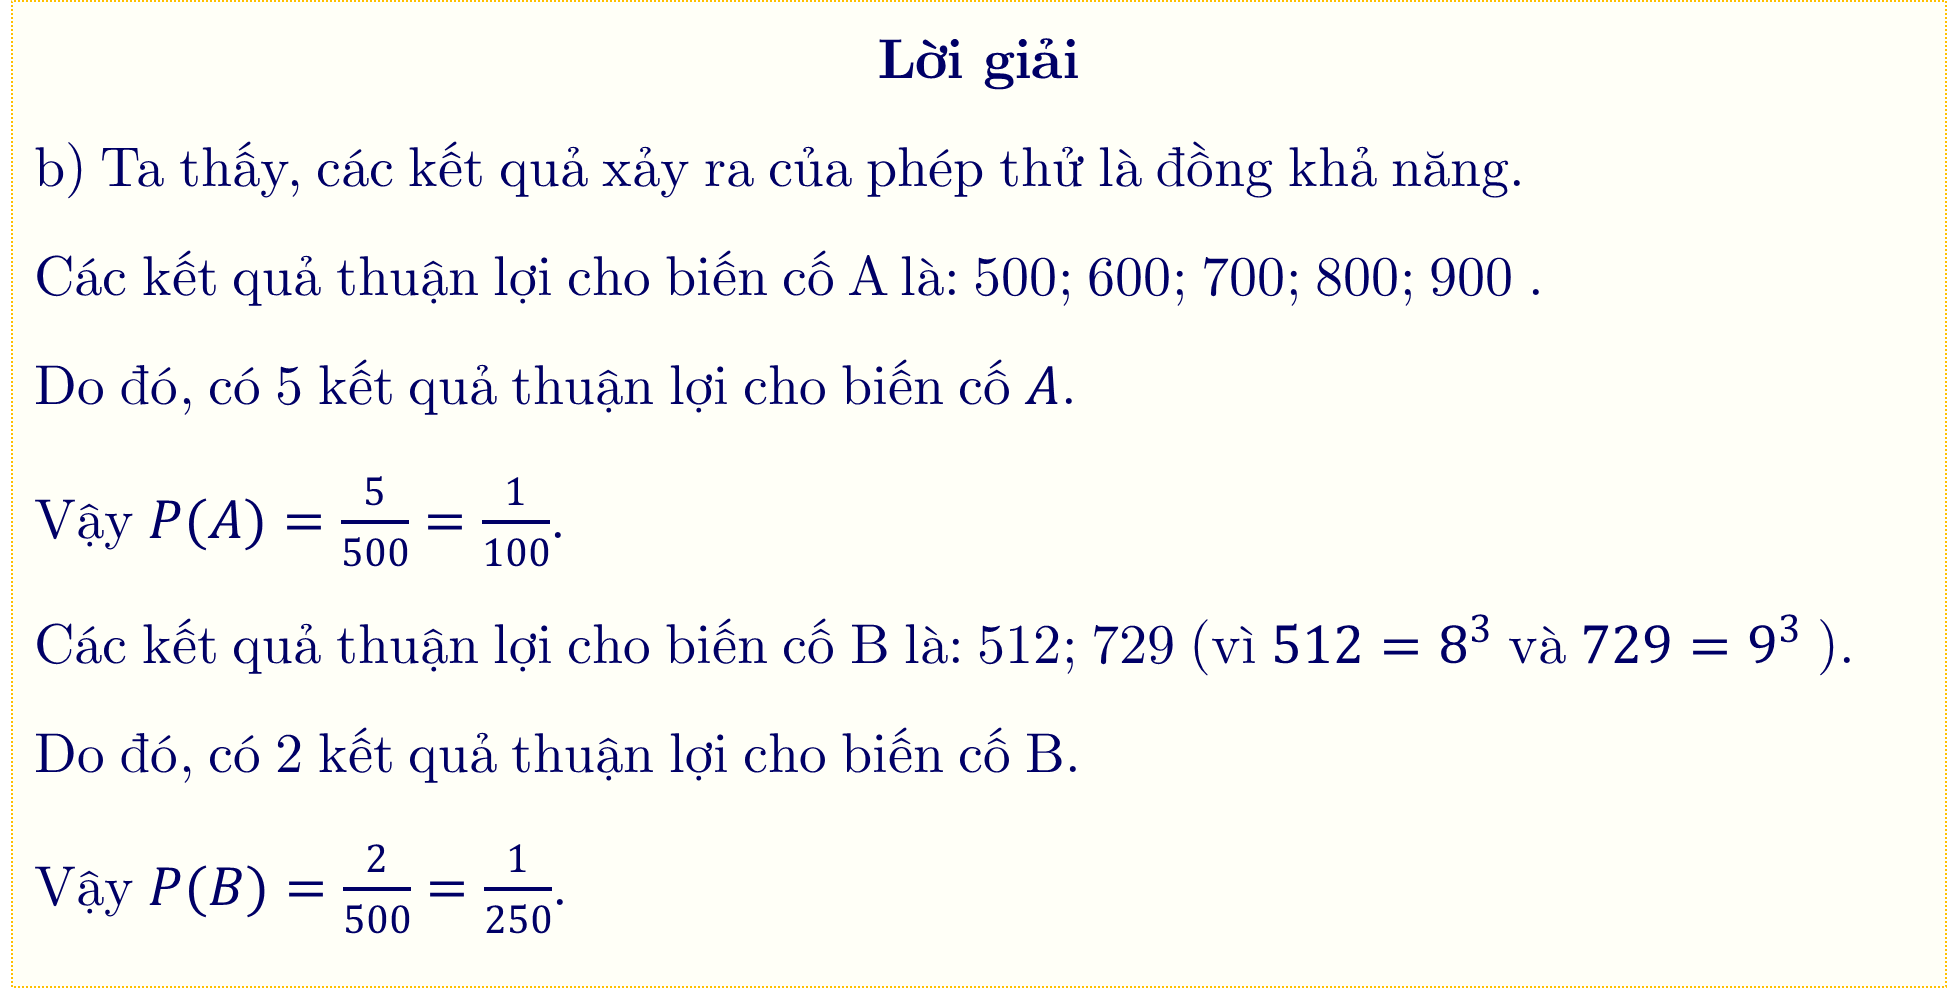 Lời giải
b) Ta thấy, các kết quả xảy ra của phép thử là đồng khả năng.
Các kết quả thuận lợi cho biến cố A là: 500; 600; 700; 800; 900 .
Do đó, có 5 kết quả thuận lợi cho biến cố A.
Vậy P(A) = 5/500 = 1/100.
Các kết quả thuận lợi cho biến cố B là: 512; 729 (vì 512 = 8³ và 729 = 9³ ).
Do đó, có 2 kết quả thuận lợi cho biến cố B.
Vậy P(B) = 2/500 = 1/250.